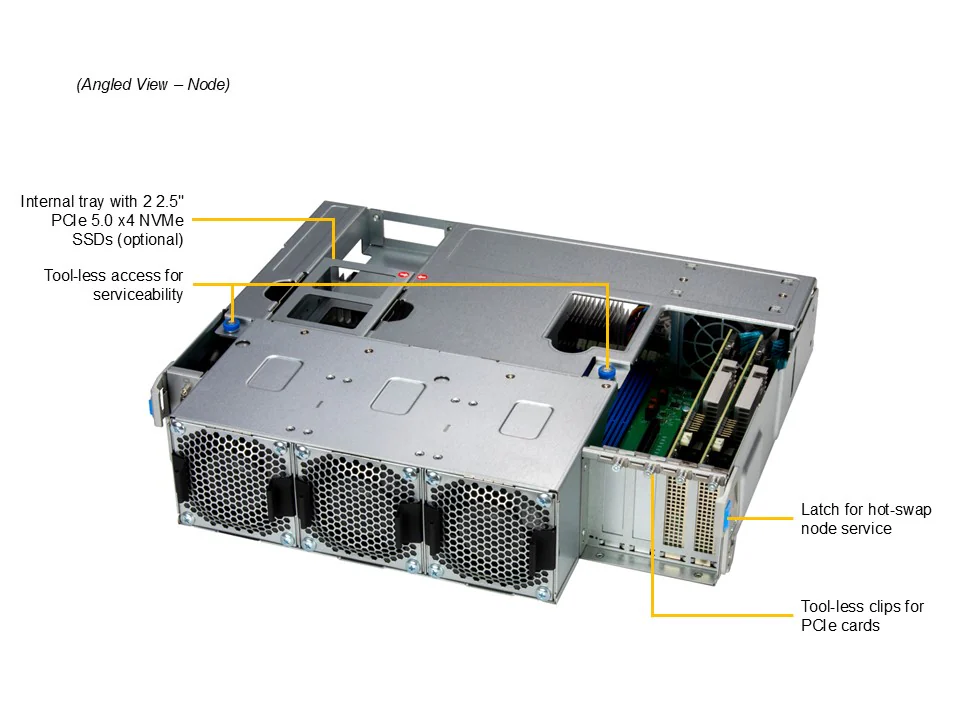 (Angled View – Node)
Internal tray with 2 2.5"
PCIe 5.0 x4 NVMe
SSDs (optional)
Tool-less access for
serviceability
Latch for hot-swap
node service
Tool-less clips for
PCIe cards